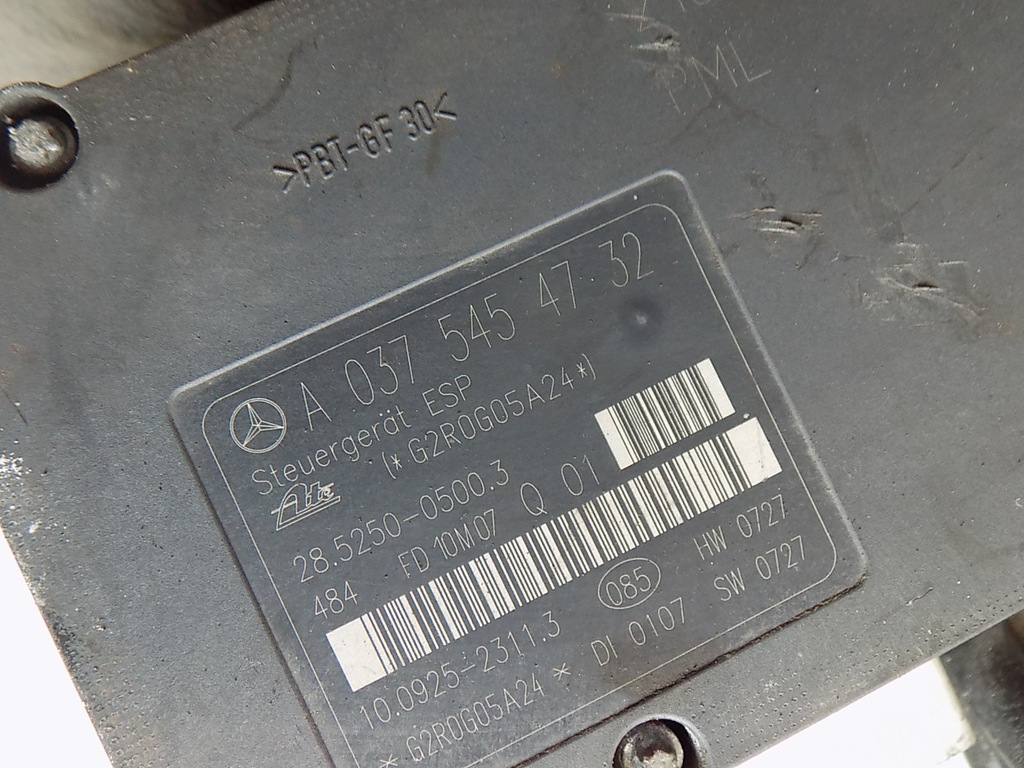 PML
>PBT-GF 30<
A 037 545 47 32
Steuergerät ESP
Ate (*G2R0G05A24*)
28.5250-0500.3
484 FD 10M07 Q 01
10.0925-2311.3 085 HW 0727
*G2R0G05A24* DI 0107 SW 0727